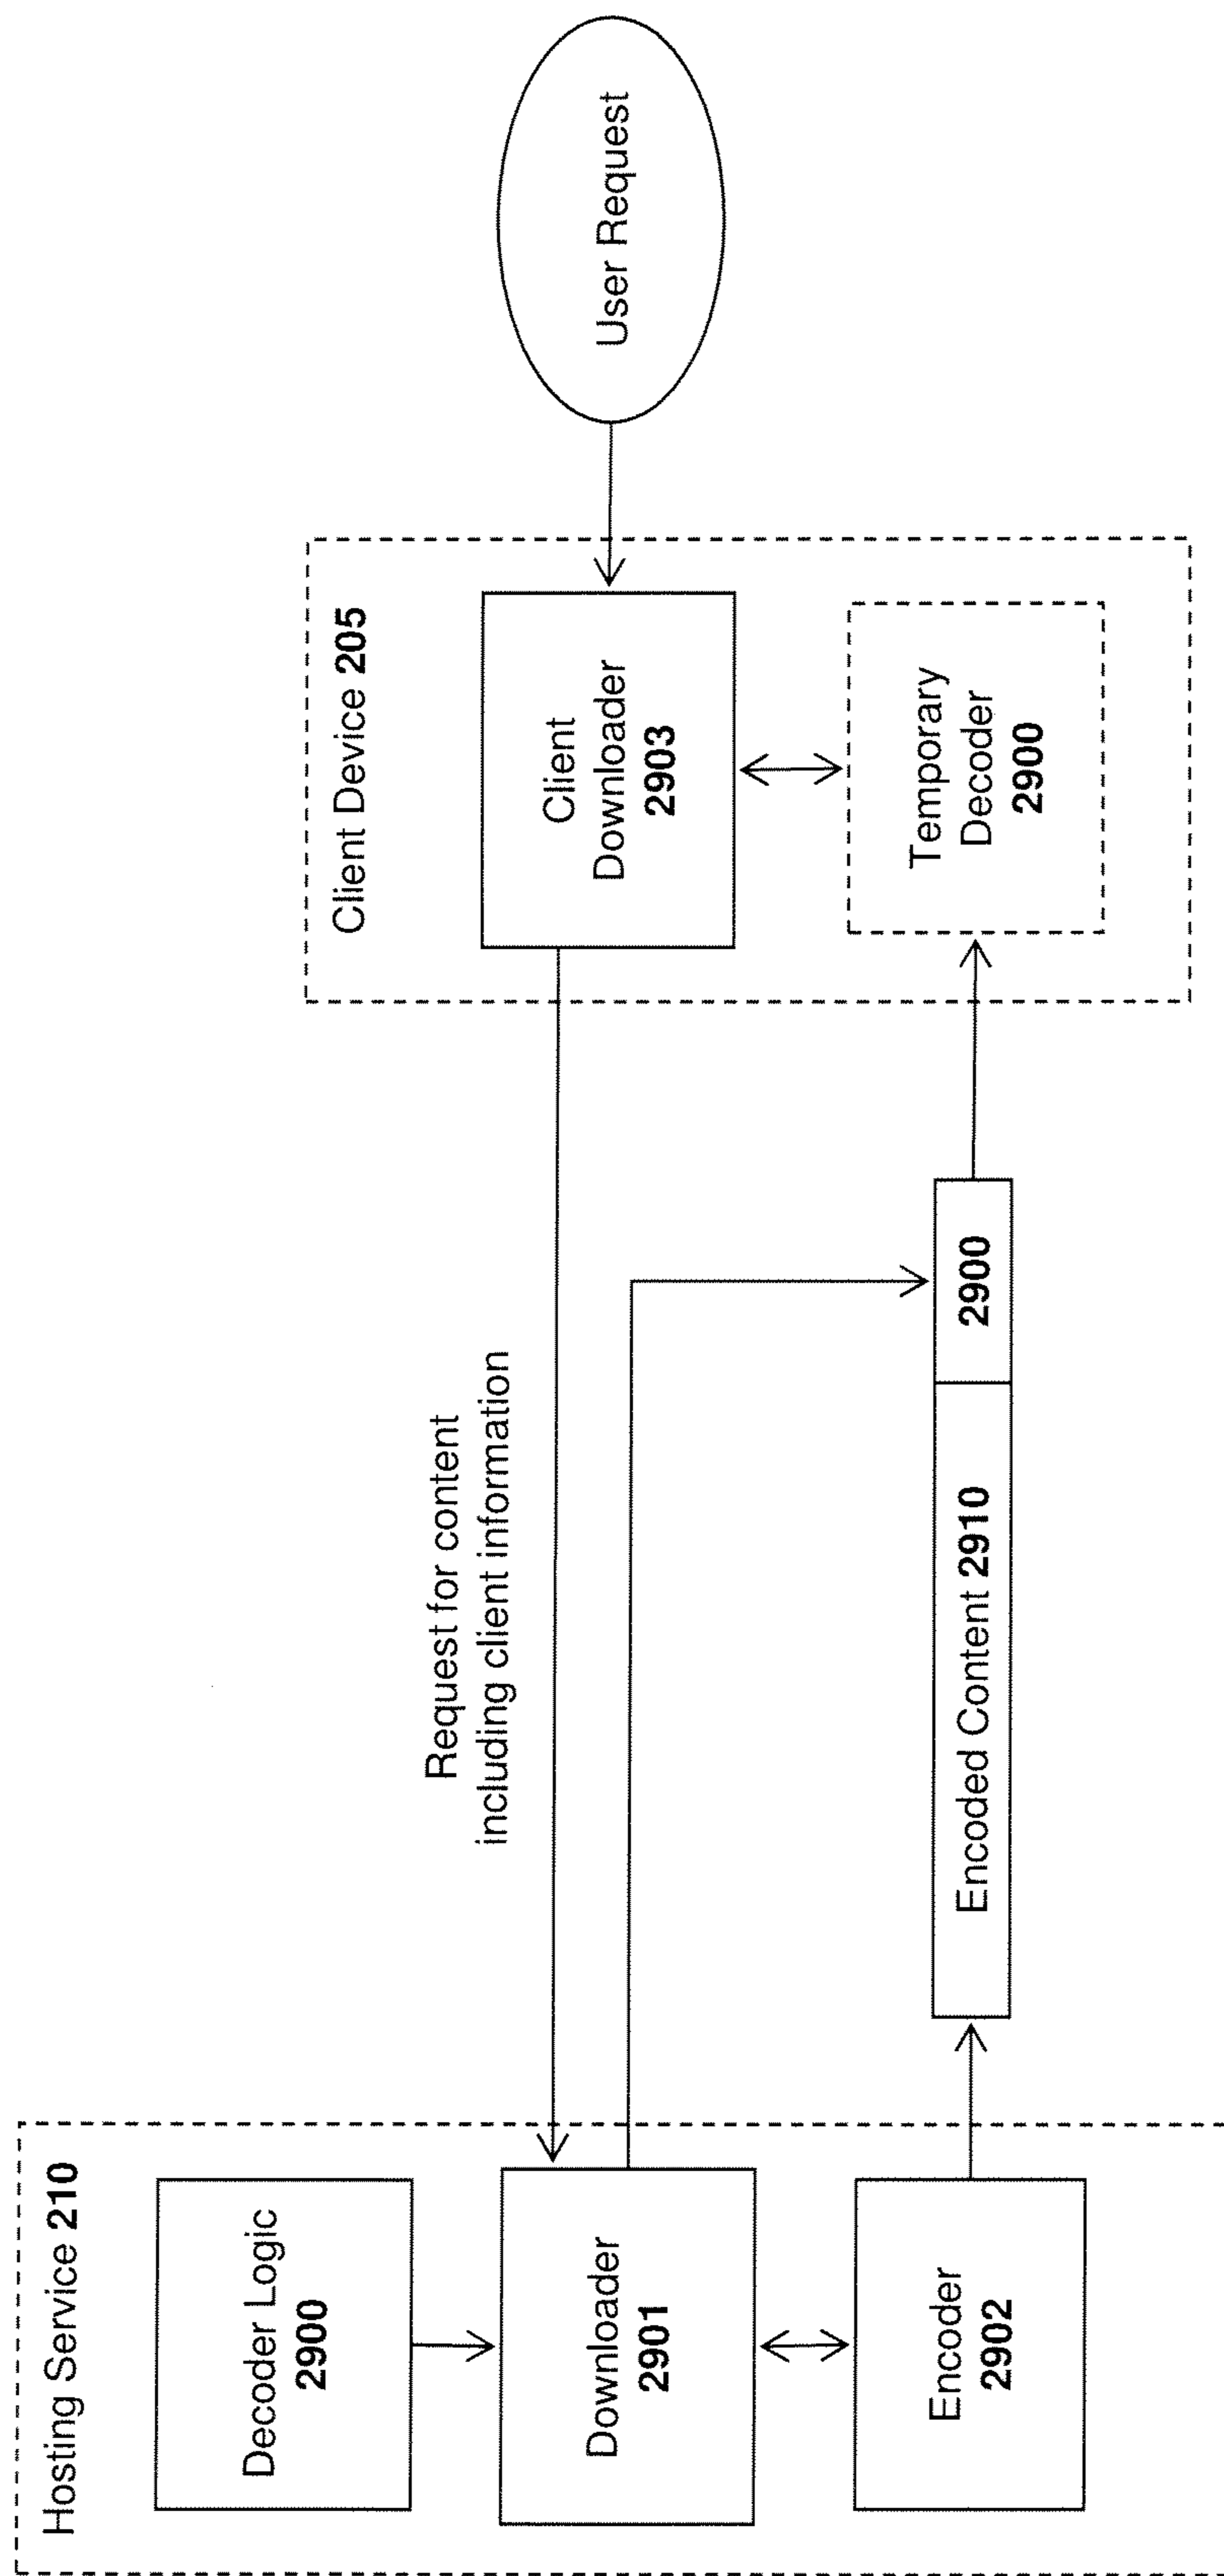 Hosting Service 210
Decoder Logic
2900
Downloader
2901
Encoder
2902
Request for content
including client information
Encoded Content 2910
2900
Client Device 205
Client
Downloader
2903
Temporary
Decoder
2900
User Request